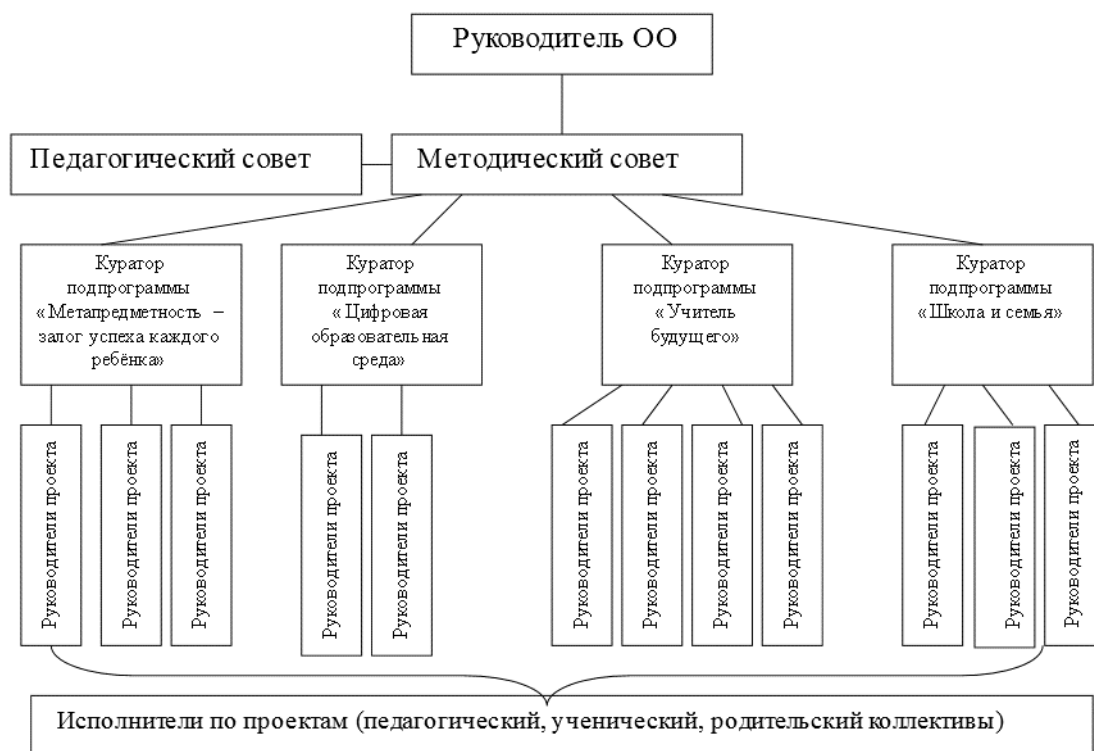 Руководитель ОО
Педагогический совет
Методический совет
Куратор
подпрограммы
«Метапредметность –
залог успеха каждого
ребёнка»
Куратор
подпрограммы
«Цифровая
образовательная
среда»
Куратор
подпрограммы
«Учитель
будущего»
Куратор
подпрограммы
«Школа и семья»
Руководители проекта
Руководители проекта
Руководители проекта
Руководители проекта
Руководители проекта
Руководители проекта
Руководители проекта
Руководители проекта
Руководители проекта
Руководители проекта
Руководители проекта
Руководители проекта
Исполнители по проектам (педагогический, ученический, родительский коллективы)